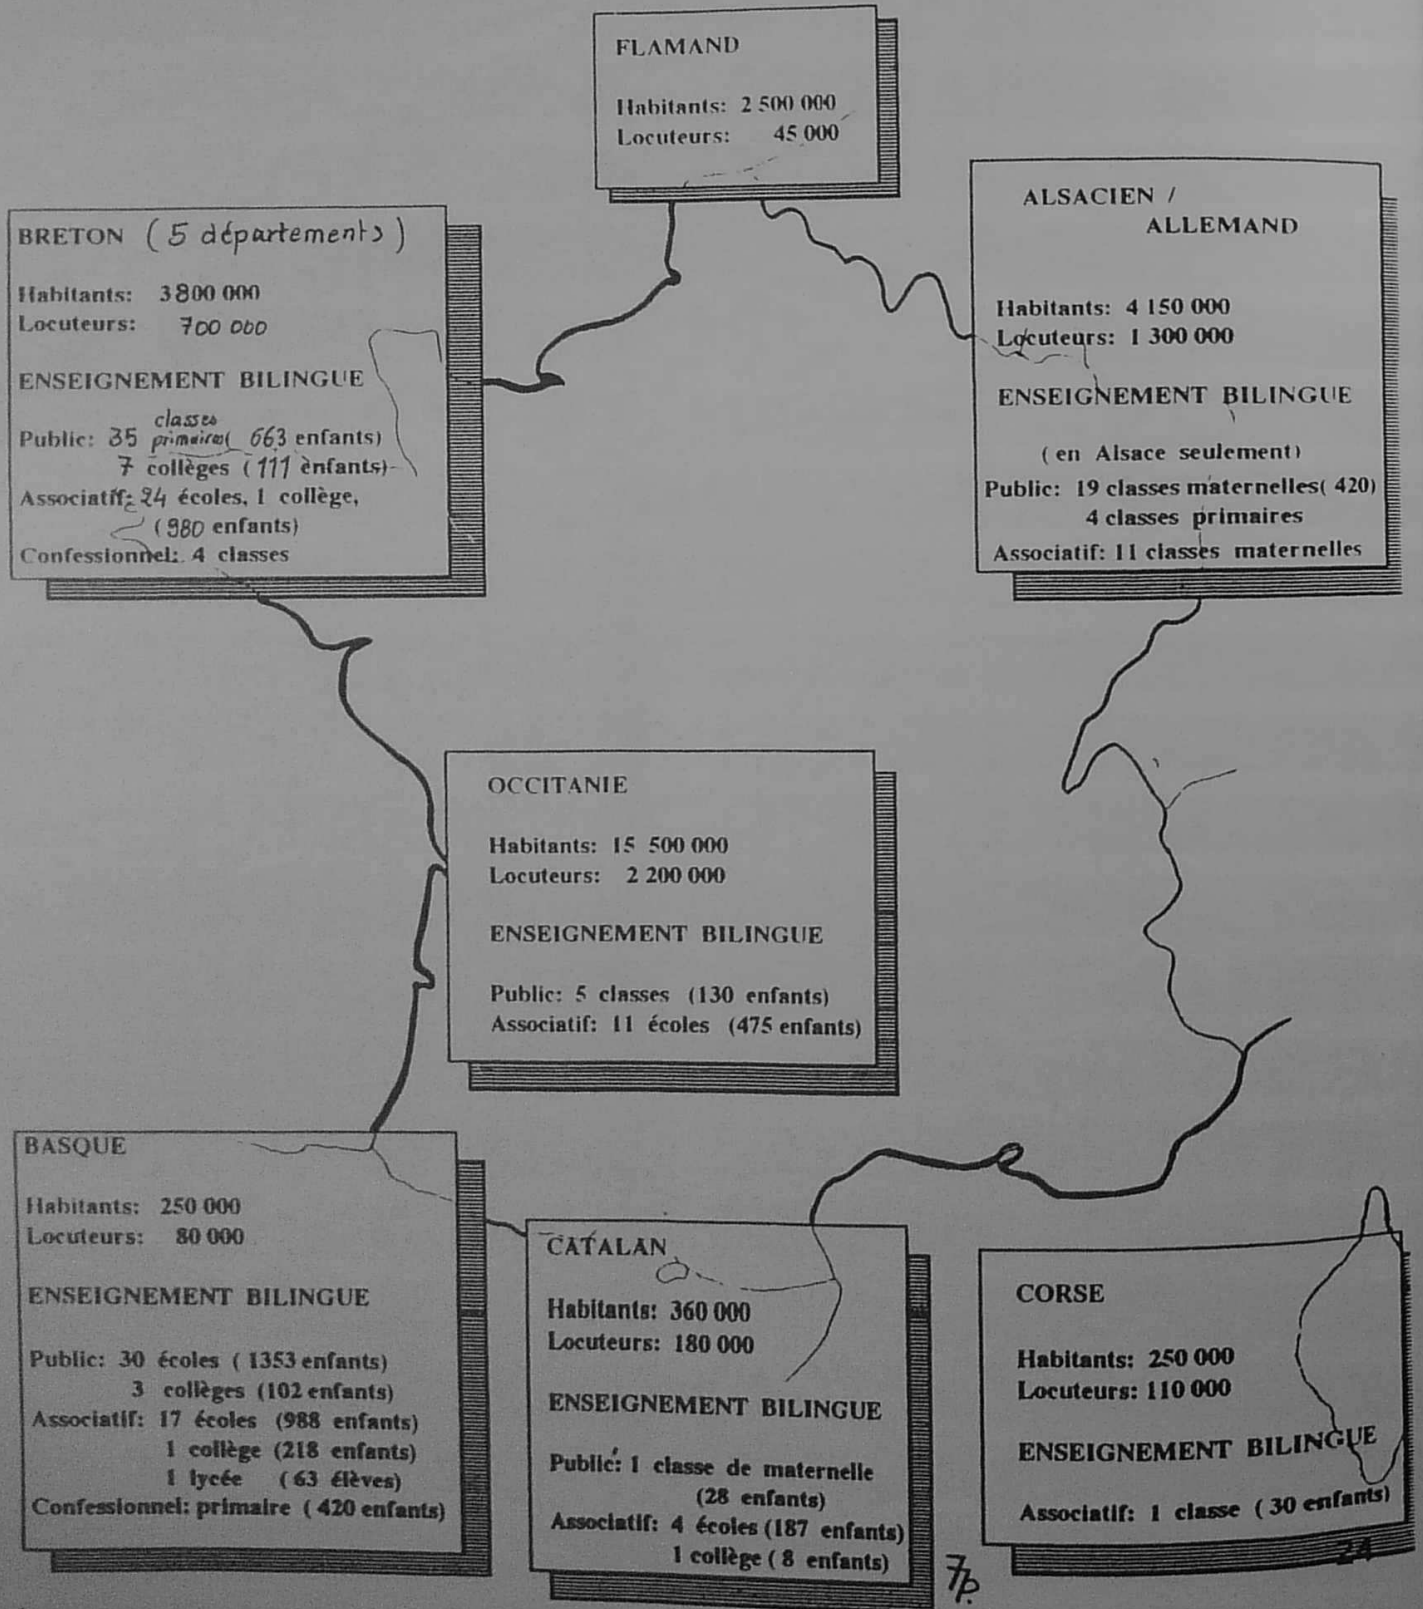 FLAMAND
Habitants: 2 500 000
Locuteurs: 45 000
BRETON (5 départements)
Habitants: 3800 000
Locuteurs: 700 000
ENSEIGNEMENT BILINGUE
classes
Public: 35 primaires( 663 enfants)
7 collèges (111 enfants)
Associatif: 24 écoles, 1 collège,
(980 enfants)
Confessionnel: 4 classes
ALSACIEN /
ALLEMAND
Habitants: 4 150 000
Locuteurs: 1 300 000
ENSEIGNEMENT BILINGUE
(en Alsace seulement)
Public: 19 classes maternelles( 420)
4 classes primaires
Associatif: 11 classes maternelles
OCCITANIE
Habitants: 15 500 000
Locuteurs: 2 200 000
ENSEIGNEMENT BILINGUE
Public: 5 classes (130 enfants)
Associatif: 11 écoles (475 enfants)
BASQUE
Habitants: 250 000
Locuteurs: 80 000
ENSEIGNEMENT BILINGUE
Public: 30 écoles ( 1353 enfants)
3 collèges (102 enfants)
Associatif: 17 écoles (988 enfants)
1 collège (218 enfants)
1 lycée ( 63 élèves)
Confessionnel: primaire ( 420 enfants)
CATALAN
Habitants: 360 000
Locuteurs: 180 000
ENSEIGNEMENT BILINGUE
Public: 1 classe de maternelle
(28 enfants)
Associatif: 4 écoles (187 enfants)
1 collège ( 8 enfants)
CORSE
Habitants: 250 000
Locuteurs: 110 000
ENSEIGNEMENT BILINGUE
Associatif: 1 classe ( 30 enfants)
24
7p.